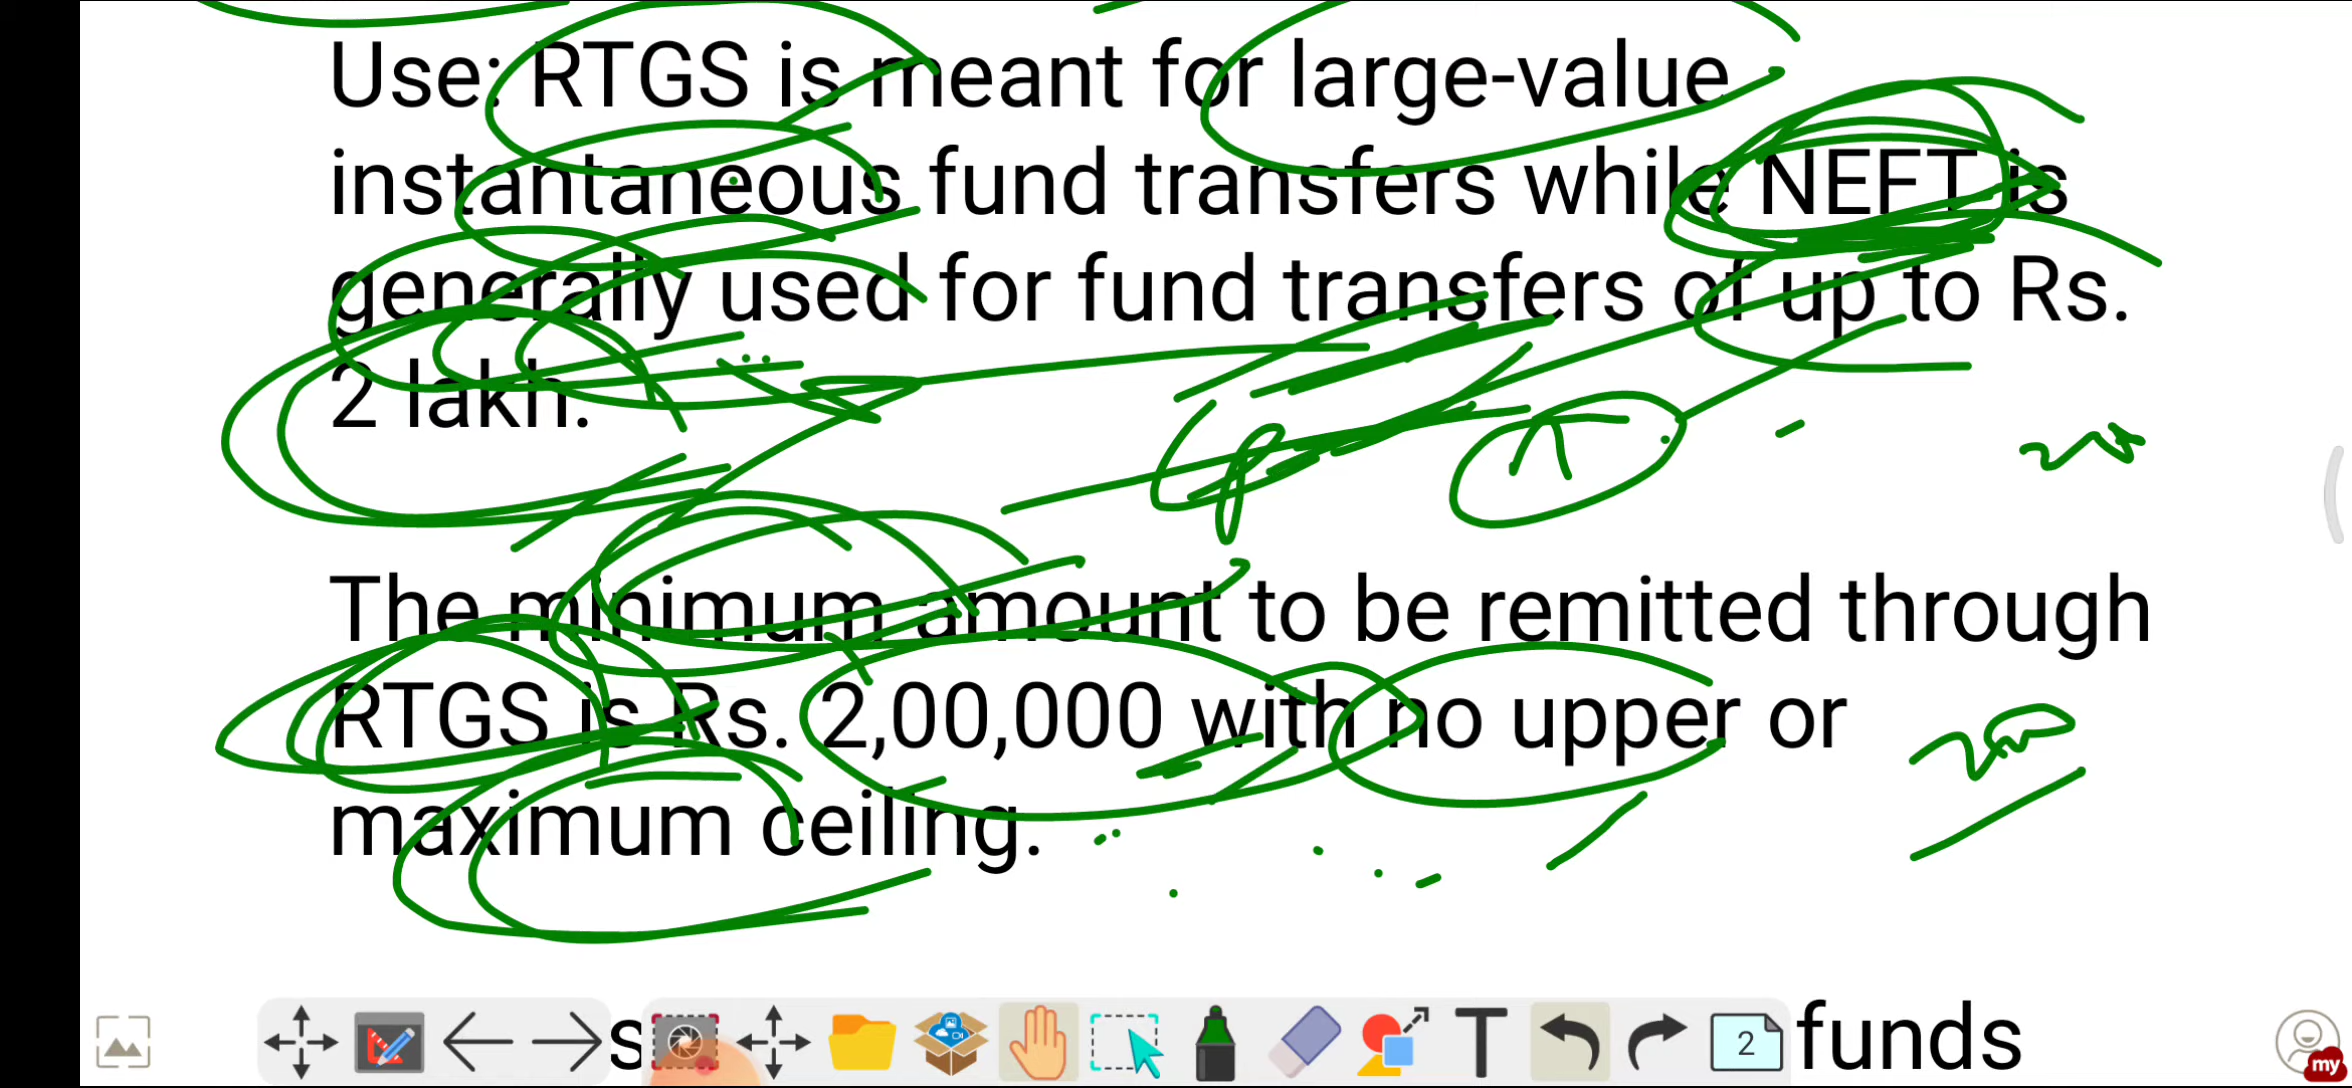 Use: RTGS is meant for large-value
instantaneous fund transfers while NEFT is
generally used for fund transfers of up to Rs.
2 lakh.
The minimum amount to be remitted through
RTGS is Rs. 2,00,000 with no upper or
maximum ceiling.
funds
T
2
my